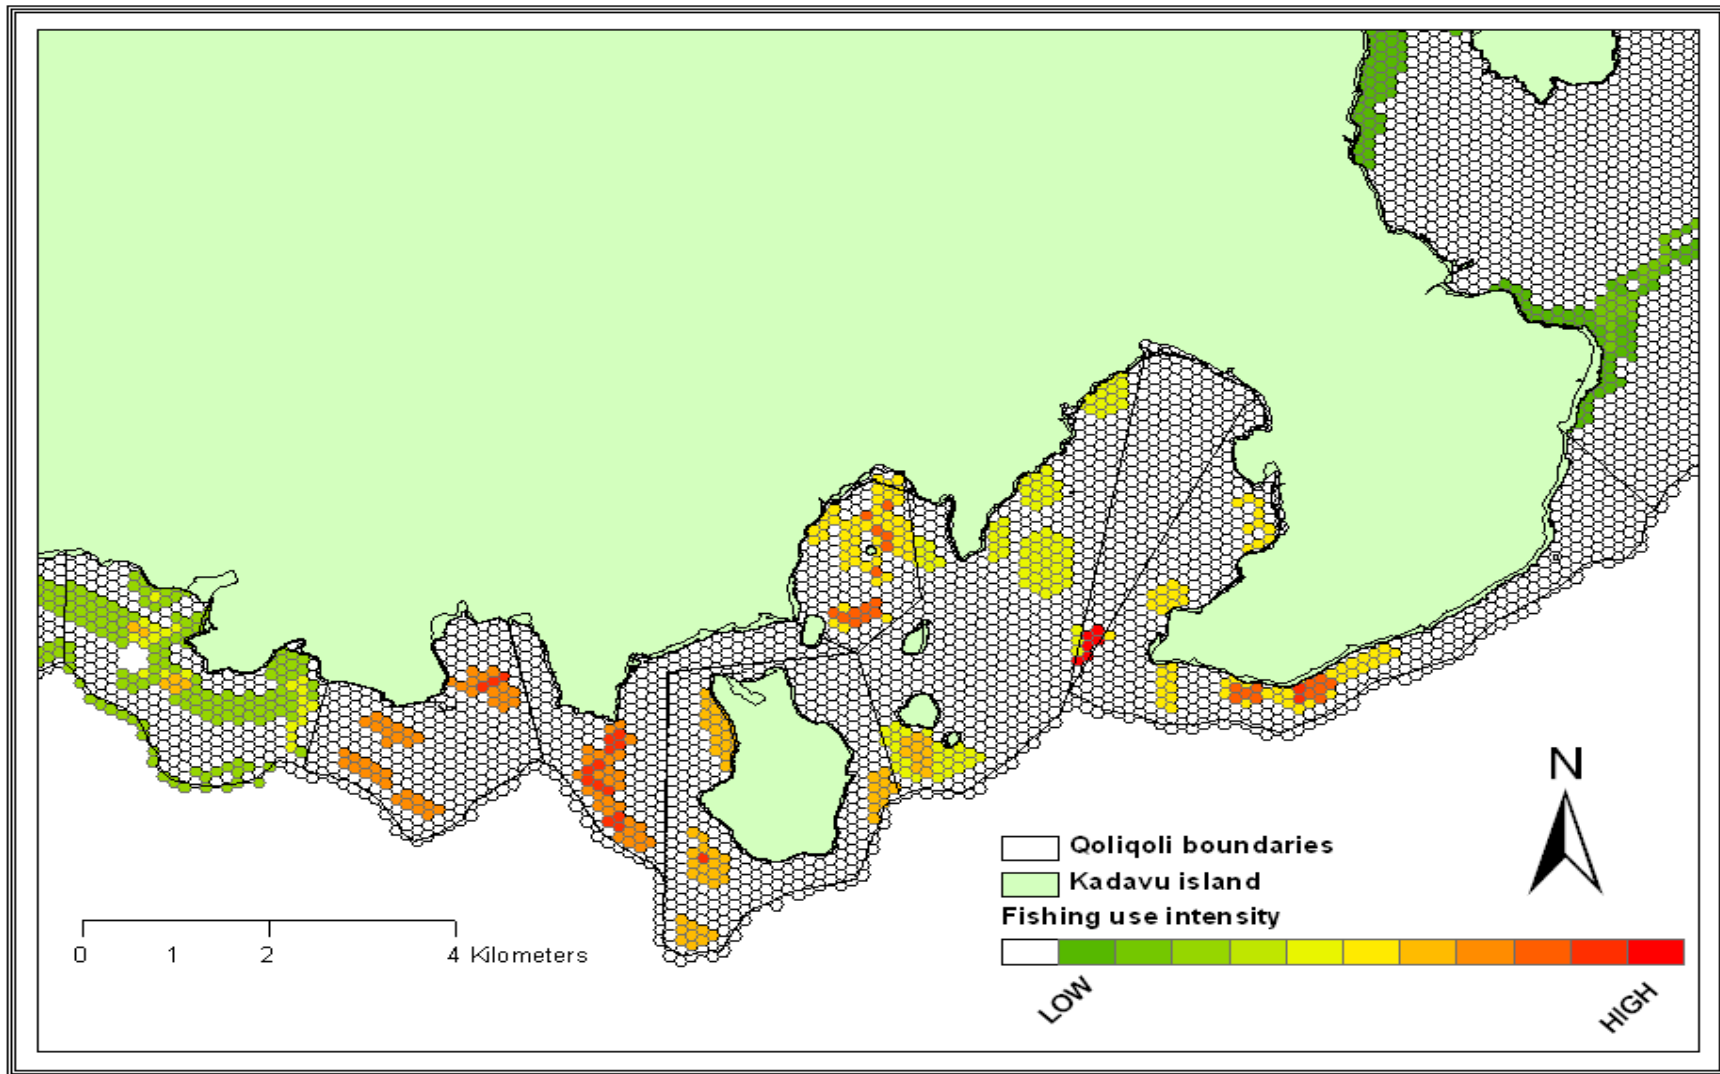 N
Qoliqoli boundaries
Kadavu island
Fishing use intensity
LOW
HIGH
0 1 2 4 Kilometers